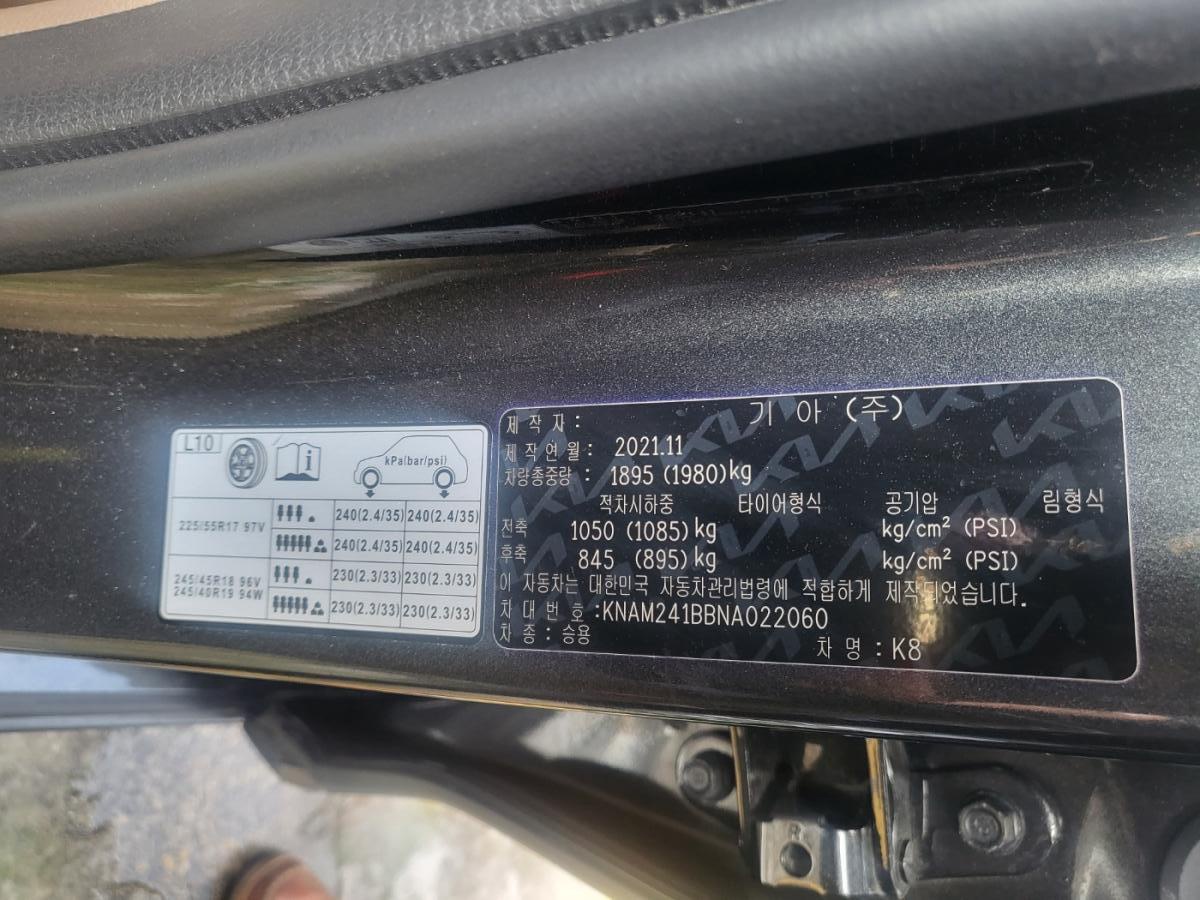 L10
kPa(bar/psi)
225/55R17 97V
240(2.4/35) 240(2.4/35)
240(2.4/35) 240(2.4/35)
245/45R18 96V
245/40R19 94W
230(2.3/33) 230(2.3/33)
230(2.3/33) 230(2.3/33)
제 작 자 : 기 아 (주)
제 작 연 월 : 2021.11
차량총중량 : 1895 (1980)kg
적차시하중 타이어형식 공기압 림형식
전축 1050 (1085)kg kg/cm² (PSI)
후축 845 (895)kg kg/cm² (PSI)
이 자동차는 대한민국 자동차관리법령에 적합하게 제작되었습니다.
차 대 번 호 :KNAM241BBNA022060
차 종 : 승용 차 명 : K8